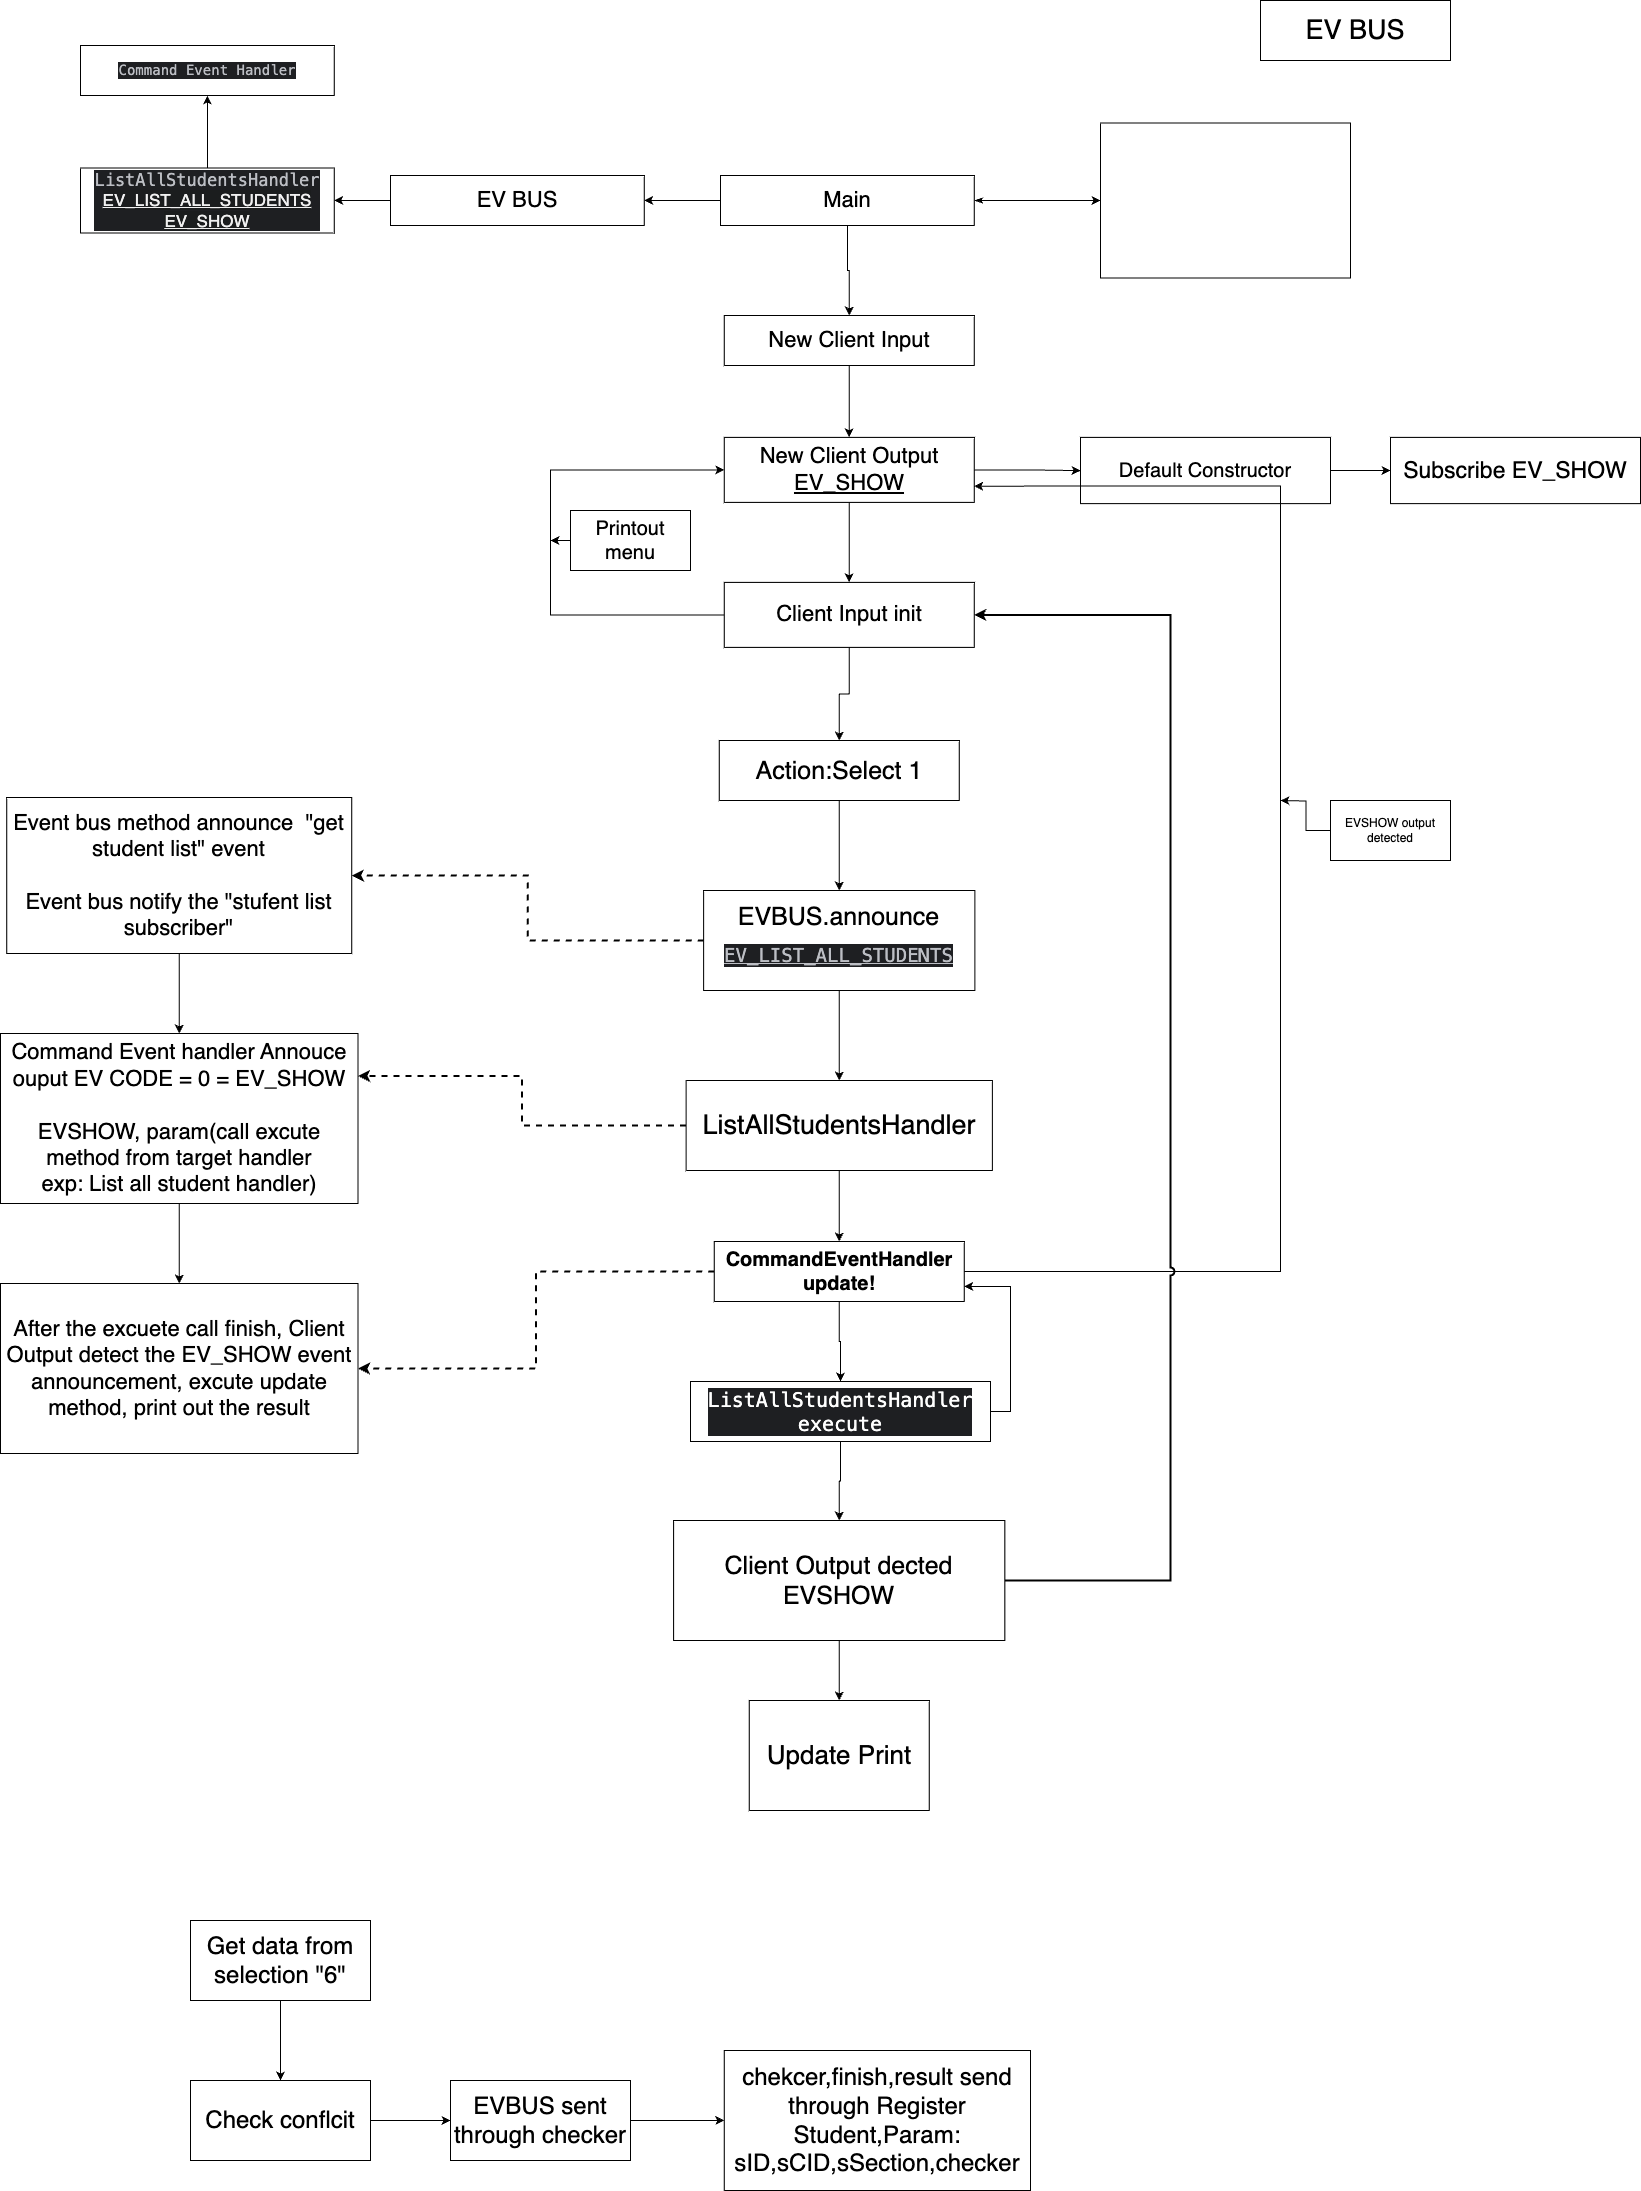 EV BUS
Command Event Handler
ListAllStudentsHandler
EV_LIST_ALL_STUDENTS
EV_SHOW
EV BUS
Main
New Client Input
New Client Output
EV_SHOW
Default Constructor
Subscribe EV_SHOW
Printout
menu
Client Input init
Action:Select 1
Event bus method announce  "get
student list" event
Event bus notify the "stufent list
subscriber"
EVSHOW output
detected
EVBUS.announce
EV_LIST_ALL_STUDENTS
Command Event handler Annouce
ouput EV CODE = 0 = EV_SHOW
EVSHOW, param(call excute
method from target handler
exp: List all student handler)
ListAllStudentsHandler
CommandEventHandler
update!
After the excuete call finish, Client
Output detect the EV_SHOW event
announcement, excute update
method, print out the result
ListAllStudentsHandler
execute
Client Output dected
EVSHOW
Update Print
Get data from
selection "6"
Check conflcit
EVBUS sent
through checker
chekcer,finish,result send
through Register
Student,Param:
sID,sCID,sSection,checker